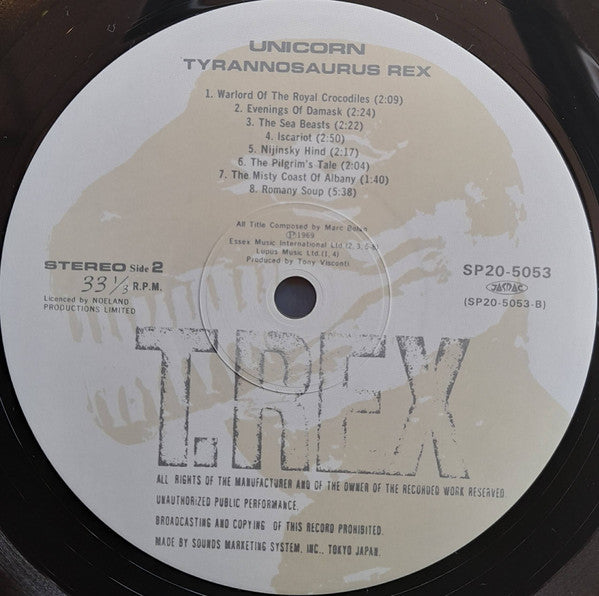 UNICORN
TYRANNOSAURUS REX
1. Warlord Of The Royal Crocodiles (2:09)
2. Evenings Of Damask (2:24)
3. The Sea Beasts (2:22)
4. Iscariot (2:50)
5. Nijinsky Hind (2:17)
6. The Pilgrim's Tale (2:04)
7. The Misty Coast Of Albany (1:40)
8. Romany Soup (5:38)
All Title Composed by Marc Bolan
Ⓟ1969
Essex Music International Ltd.(2, 3, 5-8)
Lupus Music Ltd.(1, 4)
Produced by Tony Visconti
STEREO Side 2
33 1/3 R.P.M.
Licenced by NOELAND
PRODUCTIONS LIMITED
SP20-5053
JASRAC
(SP20-5053-B)
T.REX
ALL RIGHTS OF THE MANUFACTURER AND OF THE OWNER OF THE RECORDED WORK RESERVED.
UNAUTHORIZED PUBLIC PERFORMANCE.
BROADCASTING AND COPYING OF THIS RECORD PROHIBITED.
MADE BY SOUNDS MARKETING SYSTEM, INC., TOKYO JAPAN.